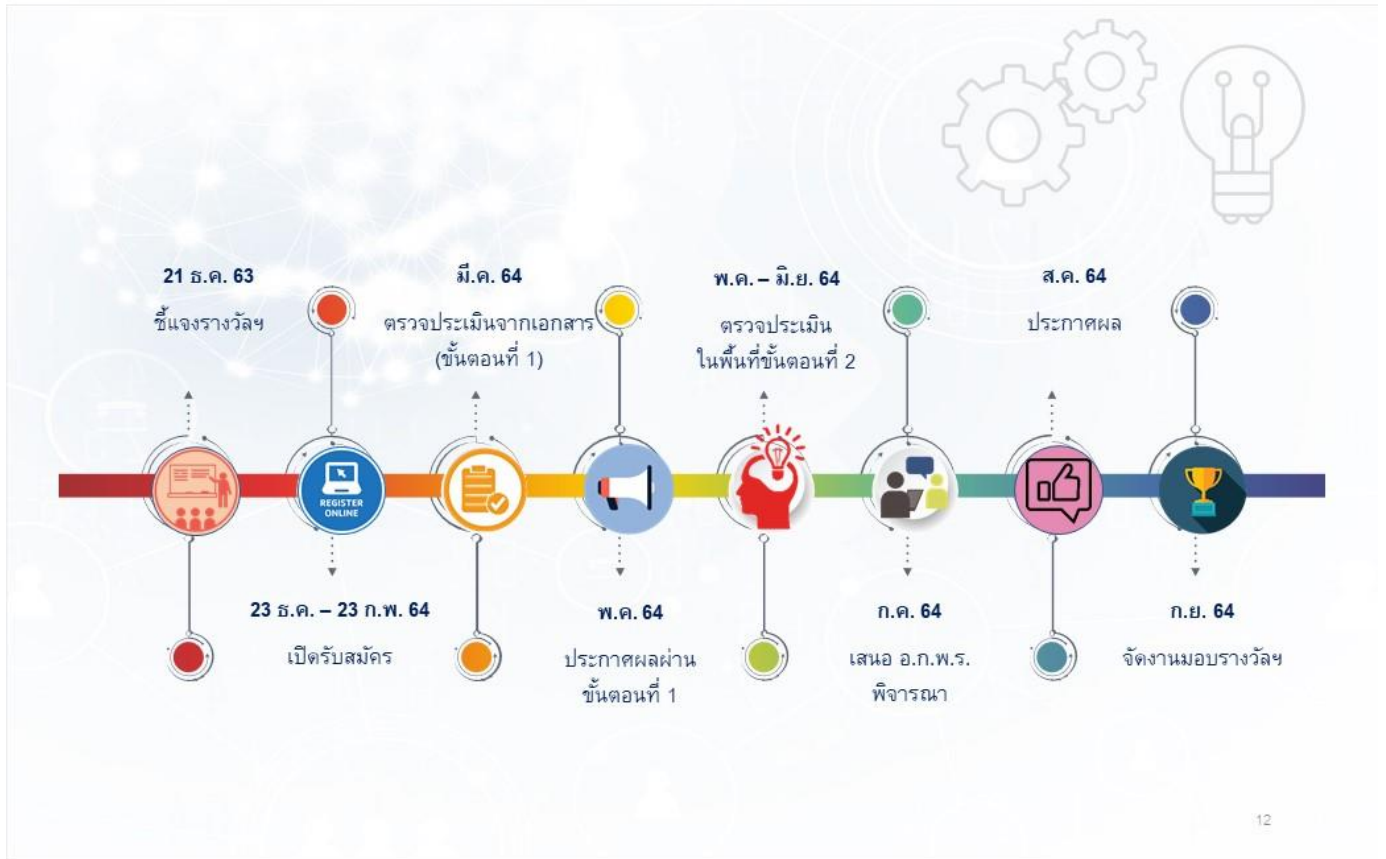 21 ธ.ค. 63
ชี้แจงรางวัลฯ
REGISTER
ONLINE
23 ธ.ค. – 23 ก.พ. 64
เปิดรับสมัคร
มี.ค. 64
ตรวจประเมินจากเอกสาร
(ขั้นตอนที่ 1)
พ.ค. 64
ประกาศผลผ่าน
ขั้นตอนที่ 1
พ.ค. – มิ.ย. 64
ตรวจประเมิน
ในพื้นที่ขั้นตอนที่ 2
ก.ค. 64
เสนอ อ.ก.พ.ร.
พิจารณา
ส.ค. 64
ประกาศผล
ก.ย. 64
จัดงานมอบรางวัลฯ
12